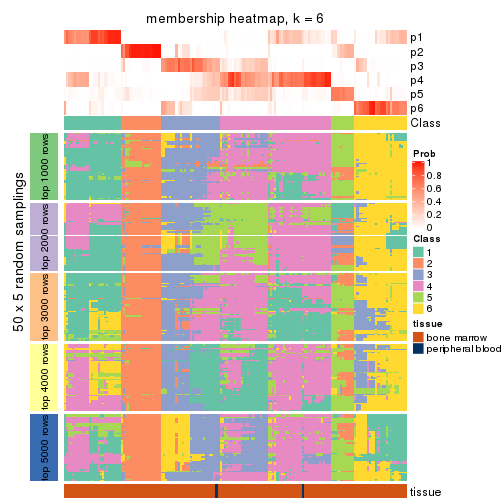 membership heatmap, k = 6
p1
p2
p3
p4
p5
p6
Class
50 x 5 random samplings
top 1000 rows
top 2000 rows
top 3000 rows
top 4000 rows
top 5000 rows
Prob
1
0.8
0.6
0.4
0.2
0
Class
1
2
3
4
5
6
tissue
bone marrow
peripheral blood
tissue